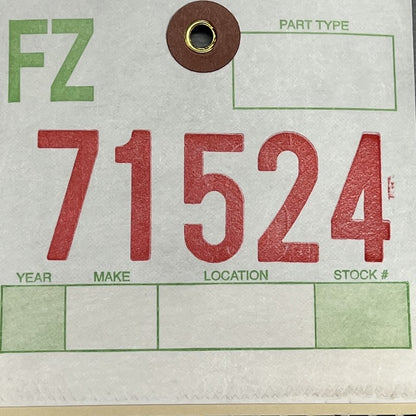 FZ
PART TYPE
71524
YEAR MAKE LOCATION STOCK #